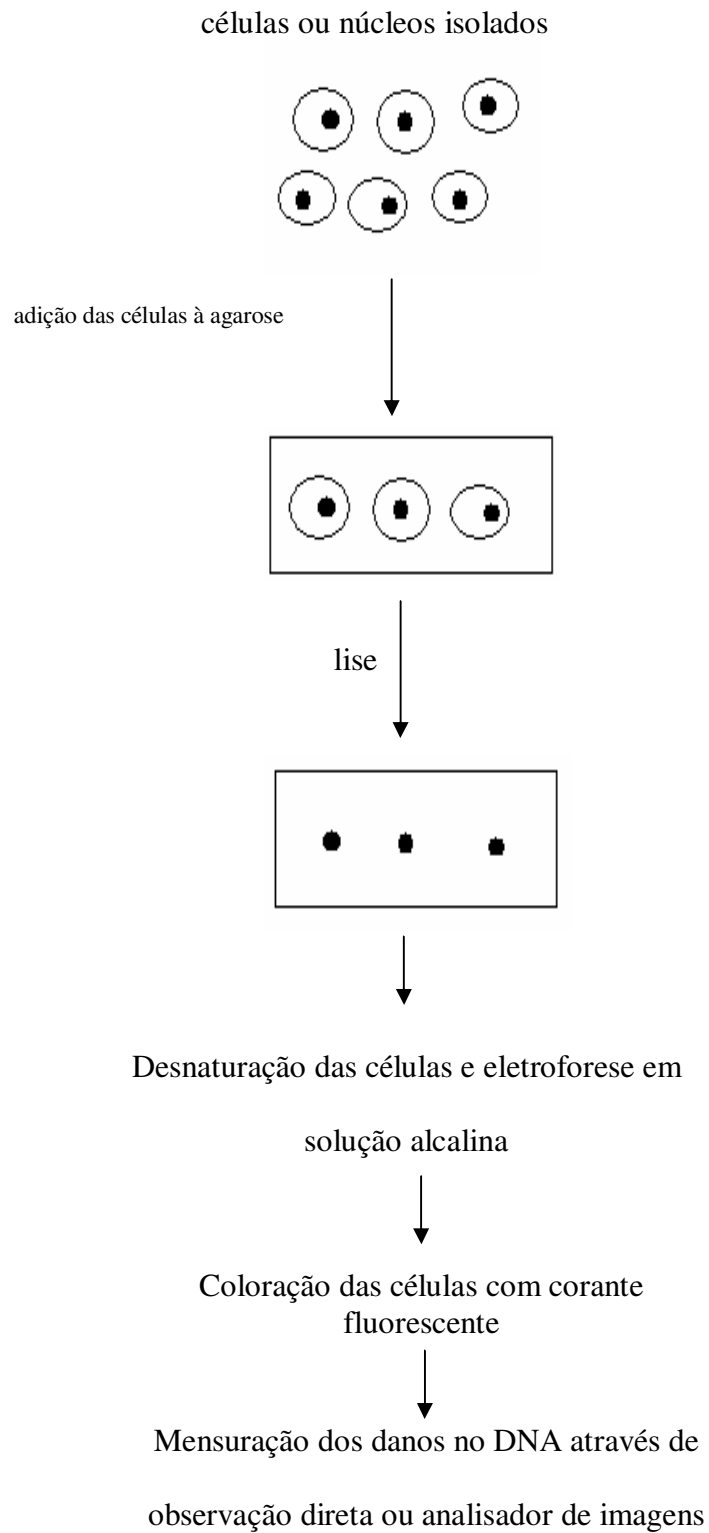 células ou núcleos isolados
adição das células à agarose
lise
Desnaturação das células e eletroforese em
solução alcalina
Coloração das células com corante
fluorescente
Mensuração dos danos no DNA através de
observação direta ou analisador de imagens